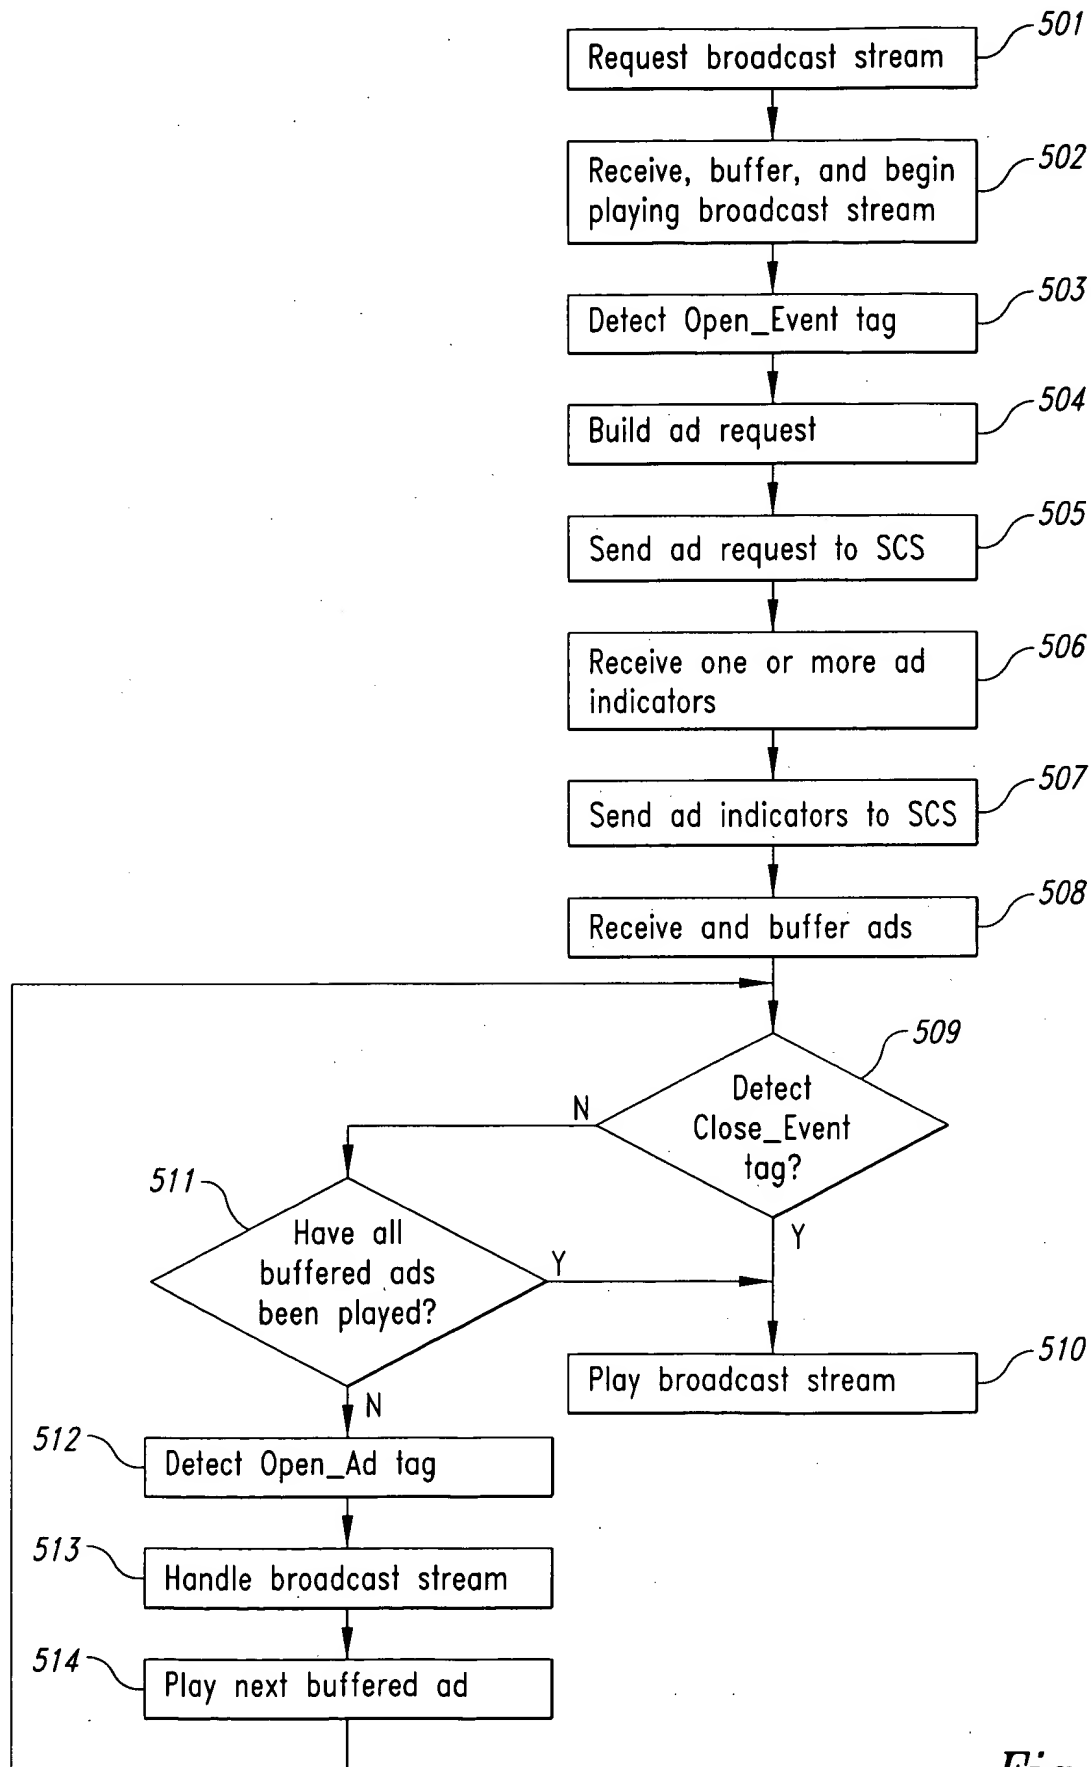 501
Request broadcast stream
502
Receive, buffer, and begin
playing broadcast stream
503
Detect Open_Event tag
504
Build ad request
505
Send ad request to SCS
506
Receive one or more ad
indicators
507
Send ad indicators to SCS
508
Receive and buffer ads
509
Detect
Close_Event
tag?
N
Y
511
Have all
buffered ads
been played?
Y
N
510
Play broadcast stream
512
Detect Open_Ad tag
513
Handle broadcast stream
514
Play next buffered ad